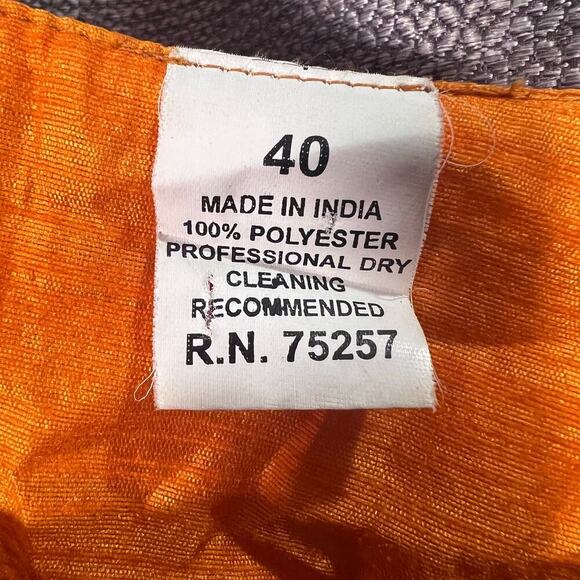 40
MADE IN INDIA
100% POLYESTER
PROFESSIONAL DRY
CLEANING
RECOMMENDED
R.N. 75257